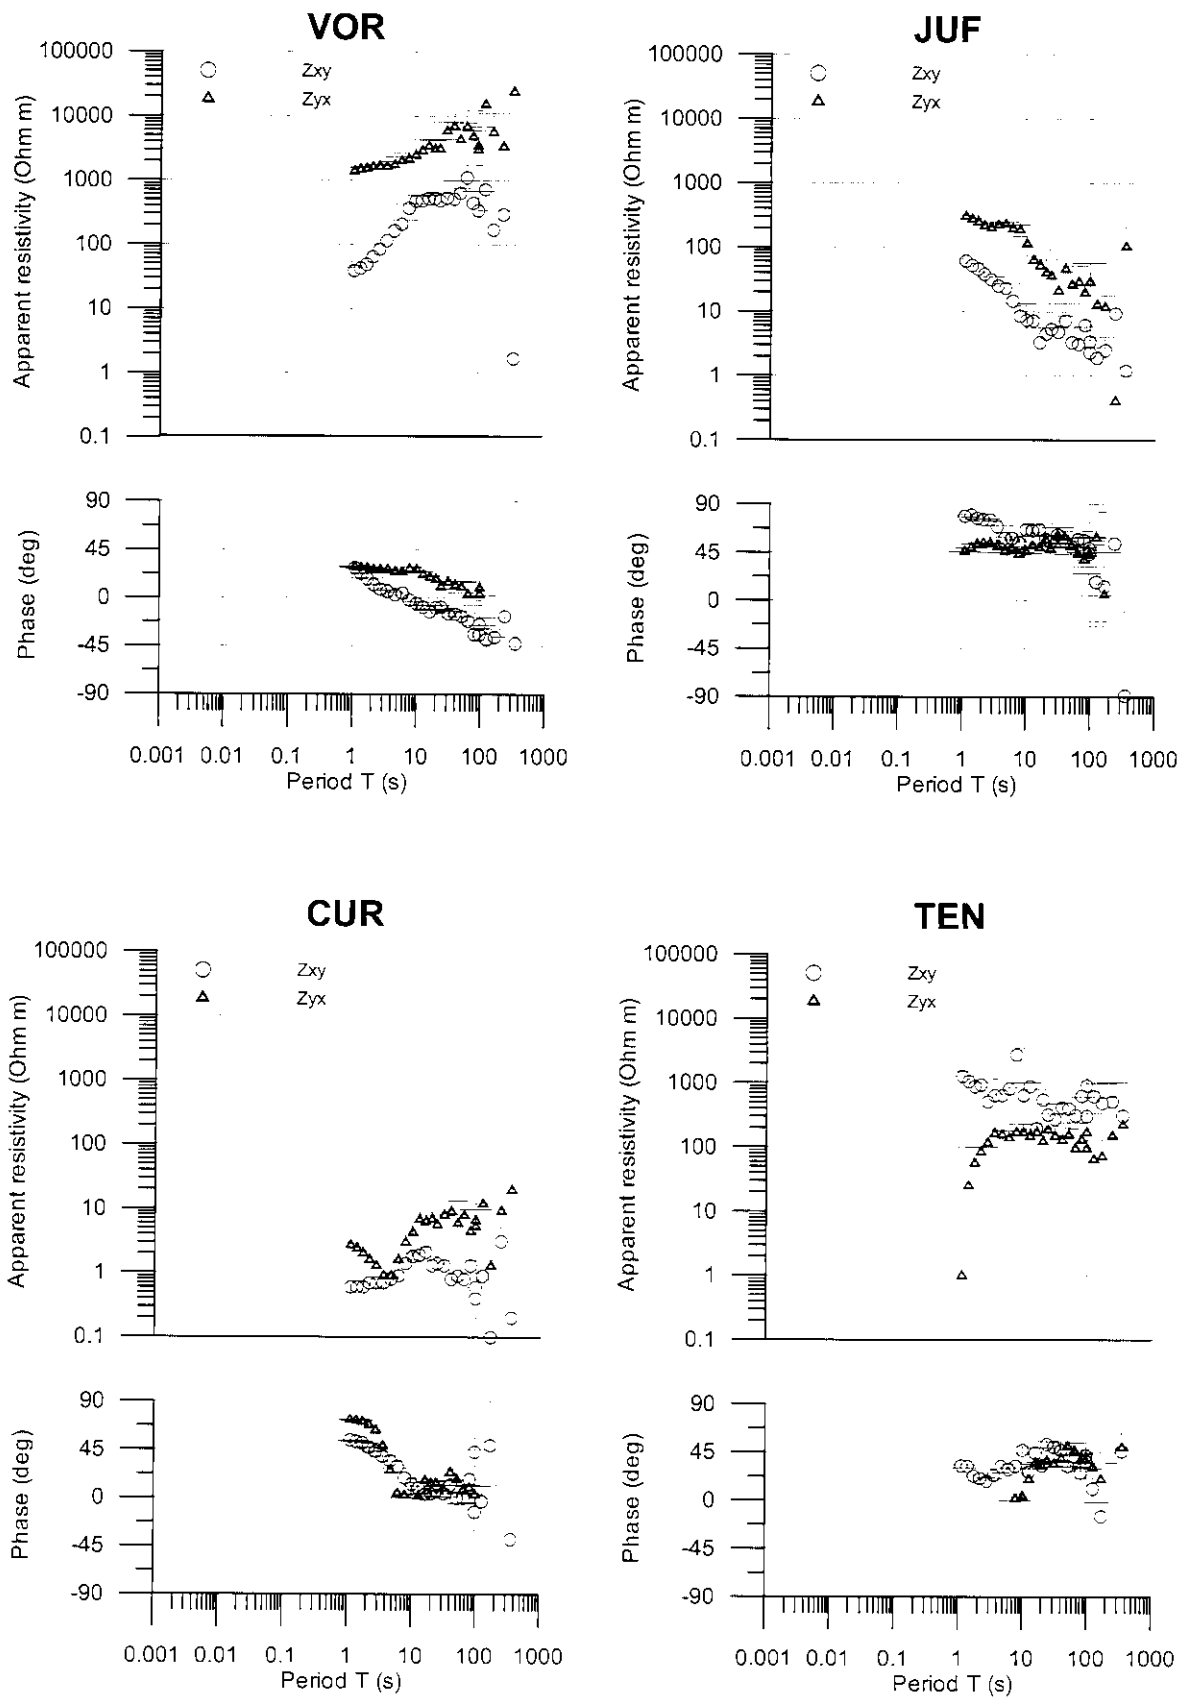 VOR
100000
10000
1000
100
10
1
0.1
Apparent resistivity (Ohm m)
Zxy
Zyx
90
45
0
-45
-90
Phase (deg)
0.001 0.01 0.1 1 10 100 1000
Period T (s)
JUF
100000
10000
1000
100
10
1
0.1
Apparent resistivity (Ohm m)
Zxy
Zyx
90
45
0
-45
-90
Phase (deg)
0.001 0.01 0.1 1 10 100 1000
Period T (s)
CUR
100000
10000
1000
100
10
1
0.1
Apparent resistivity (Ohm m)
Zxy
Zyx
90
45
0
-45
-90
Phase (deg)
0.001 0.01 0.1 1 10 100 1000
Period T (s)
TEN
100000
10000
1000
100
10
1
0.1
Apparent resistivity (Ohm m)
Zxy
Zyx
90
45
0
-45
-90
Phase (deg)
0.001 0.01 0.1 1 10 100 1000
Period T (s)